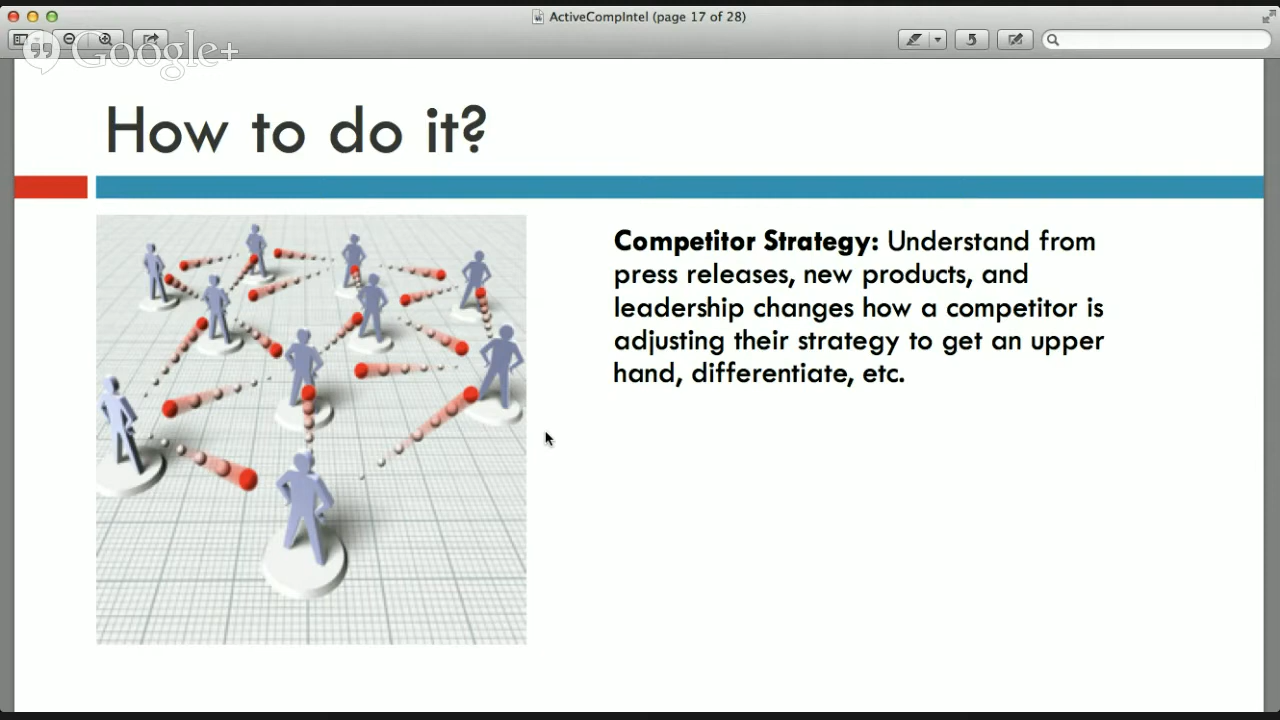 ActiveCompIntel (page 17 of 28)
Google+
How to do it?
Competitor Strategy: Understand from
press releases, new products, and
leadership changes how a competitor is
adjusting their strategy to get an upper
hand, differentiate, etc.